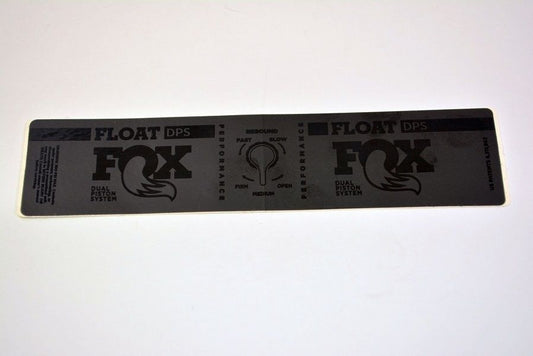 FLOAT DPS
FOX
DUAL
PISTON
SYSTEM
PERFORMANCE
REBOUND
FAST SLOW
FIRM OPEN
MEDIUM
PERFORMANCE
FLOAT DPS
FOX
DUAL
PISTON
SYSTEM